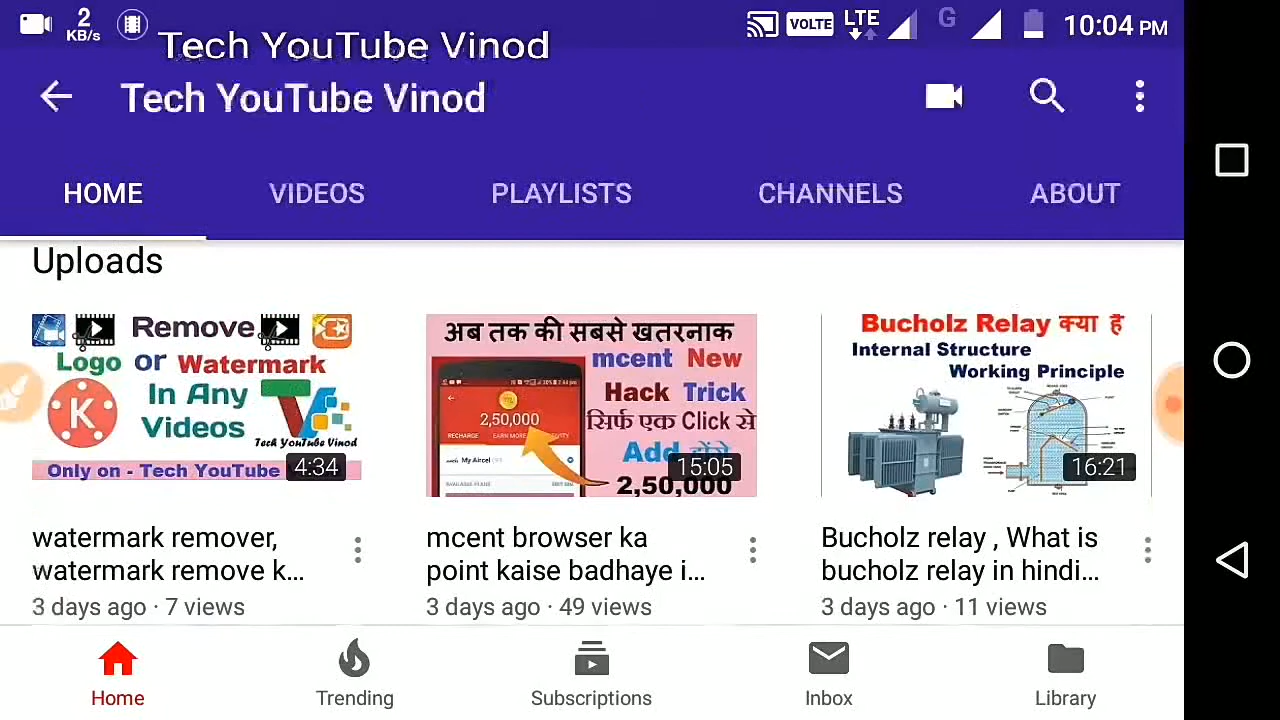 2
KB/s
VOLTE
LTE
G
10:04 PM
Tech YouTube Vinod
Tech YouTube Vinod
HOME
VIDEOS
PLAYLISTS
CHANNELS
ABOUT
Uploads
Remove
Logo or Watermark
In Any
Videos
K
Tech YouTube Vinod
Only on - Tech YouTube
4:34
अब तक की सबसे खतरनाक
mcent New
Hack Trick
सिर्फ एक Click से
Add
2,50,000
2,50,000
RECHARGE
EARN MORE
My Aircel
15:05
Bucholz Relay क्या है
Internal Structure
Working Principle
16:21
watermark remover,
watermark remove k...
3 days ago · 7 views
mcent browser ka
point kaise badhaye i...
3 days ago · 49 views
Bucholz relay , What is
bucholz relay in hindi...
3 days ago · 11 views
Home
Trending
Subscriptions
Inbox
Library